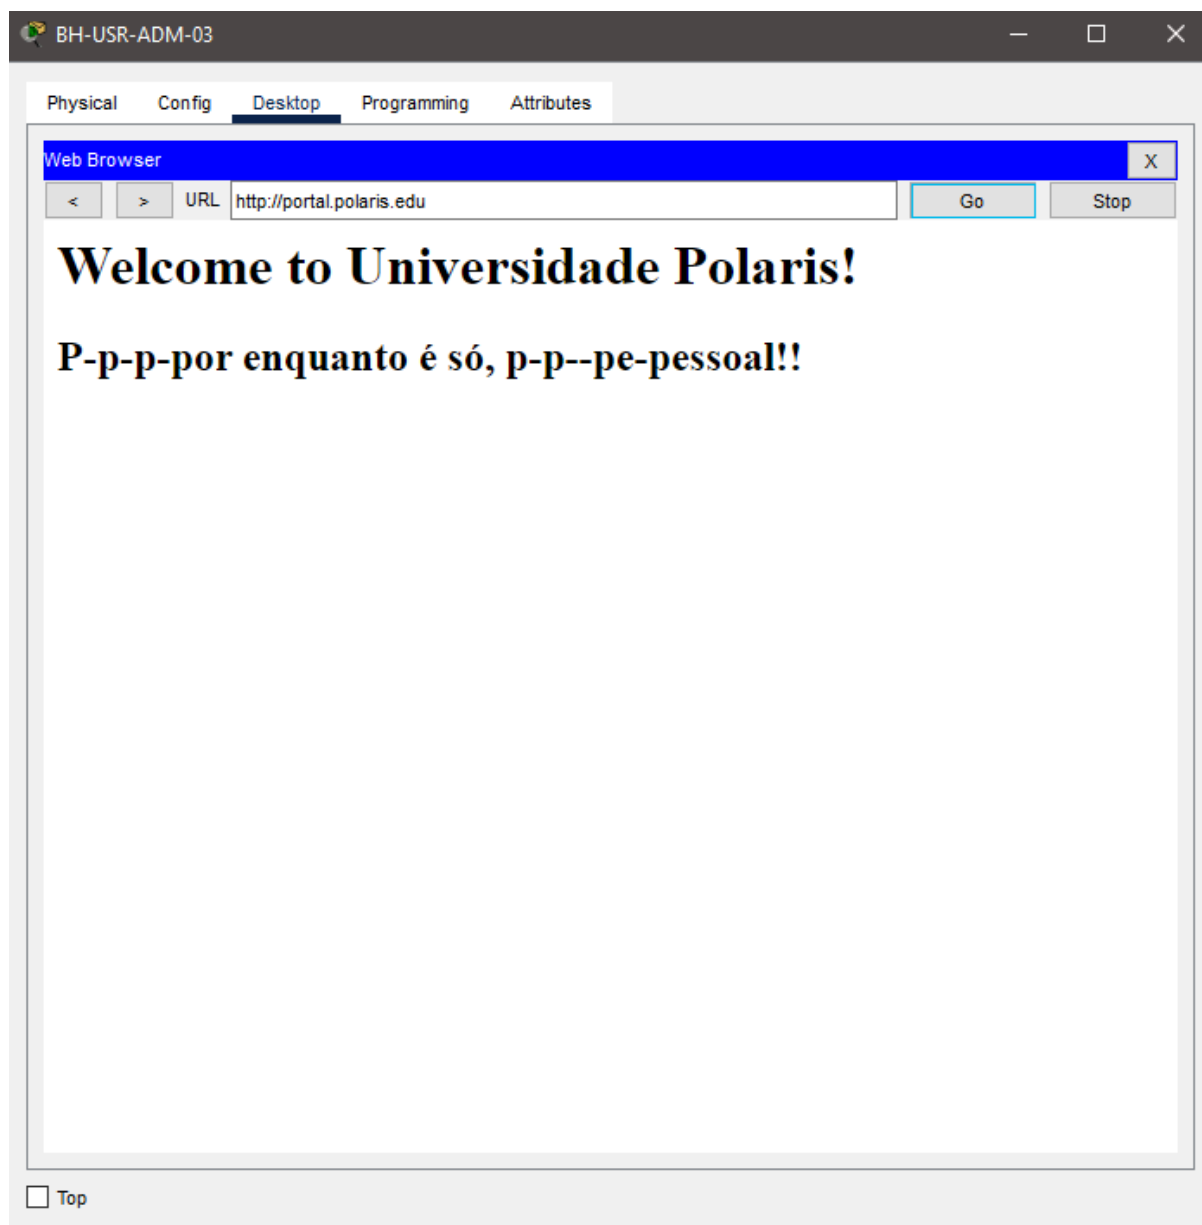 BH-USR-ADM-03
Physical Config Desktop Programming Attributes
Web Browser X
< > URL http://portal.polaris.edu Go Stop
Welcome to Universidade Polaris!
P-p-p-por enquanto é só, p-p--pe-pessoal!!
Top